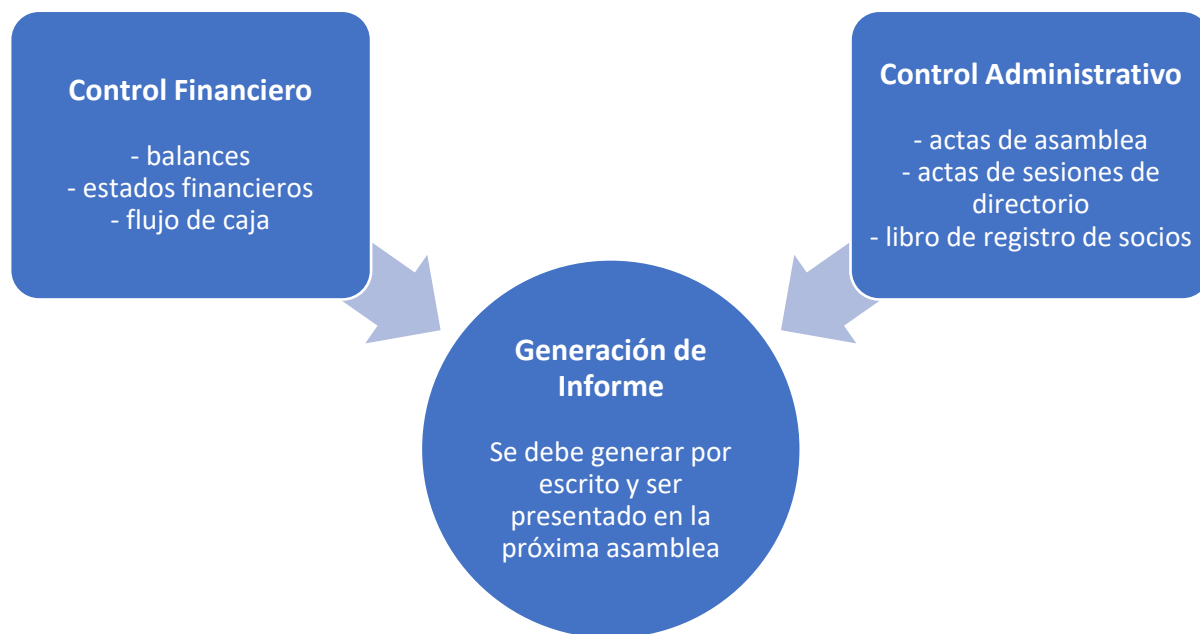 Control Financiero
- balances
- estados financieros
- flujo de caja
Control Administrativo
- actas de asamblea
- actas de sesiones de
directorio
- libro de registro de socios
Generación de
Informe
Se debe generar por
escrito y ser
presentado en la
próxima asamblea